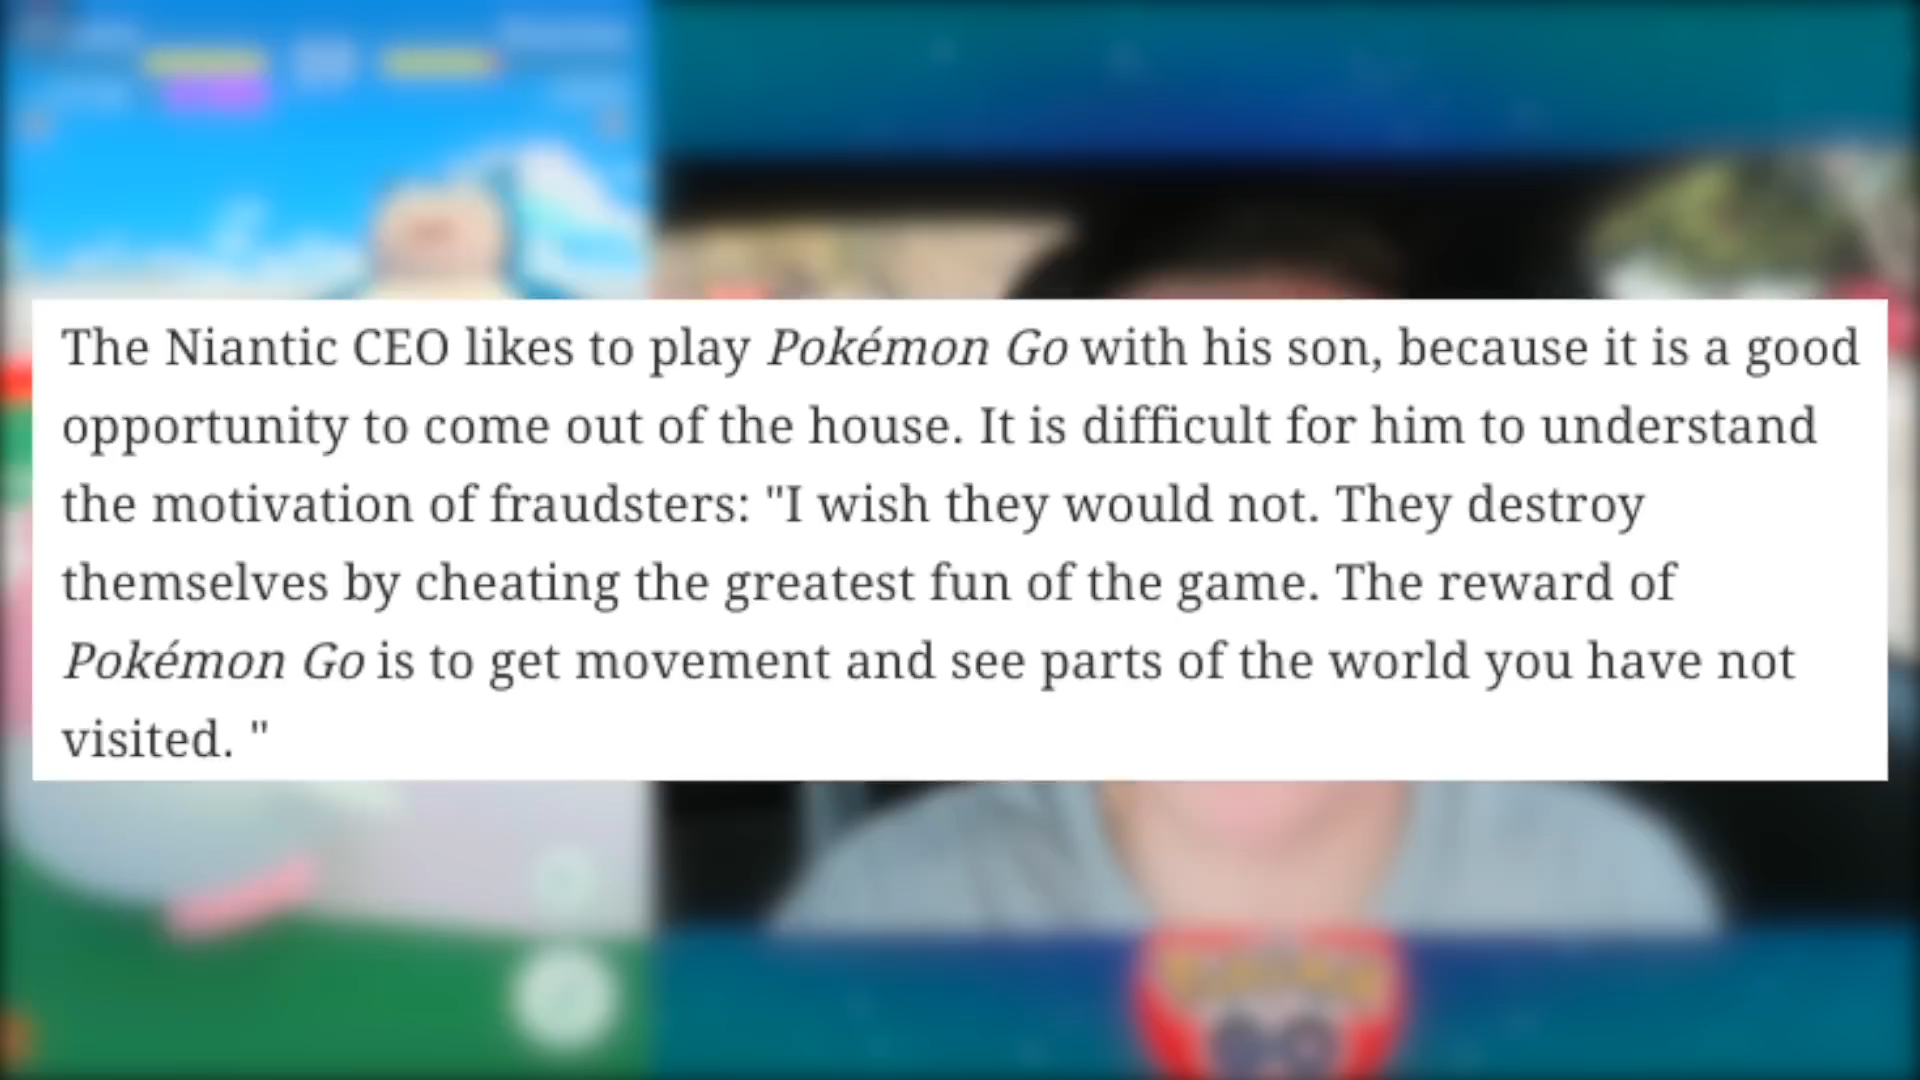 The Niantic CEO likes to play Pokémon Go with his son, because it is a good
opportunity to come out of the house. It is difficult for him to understand
the motivation of fraudsters: "I wish they would not. They destroy
themselves by cheating the greatest fun of the game. The reward of
Pokémon Go is to get movement and see parts of the world you have not
visited. "